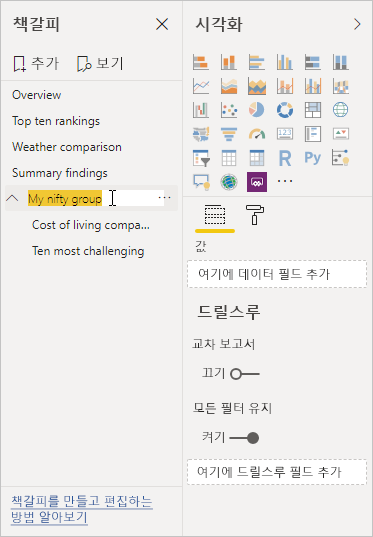 책갈피
추가 보기
Overview
Top ten rankings
Weather comparison
Summary findings
My nifty group
Cost of living compa...
Ten most challenging
책갈피를 만들고 편집하는
방법 알아보기
시각화
123
R Py
값
여기에 데이터 필드 추가
드릴스루
교차 보고서
끄기
모든 필터 유지
켜기
여기에 드릴스루 필드 추가